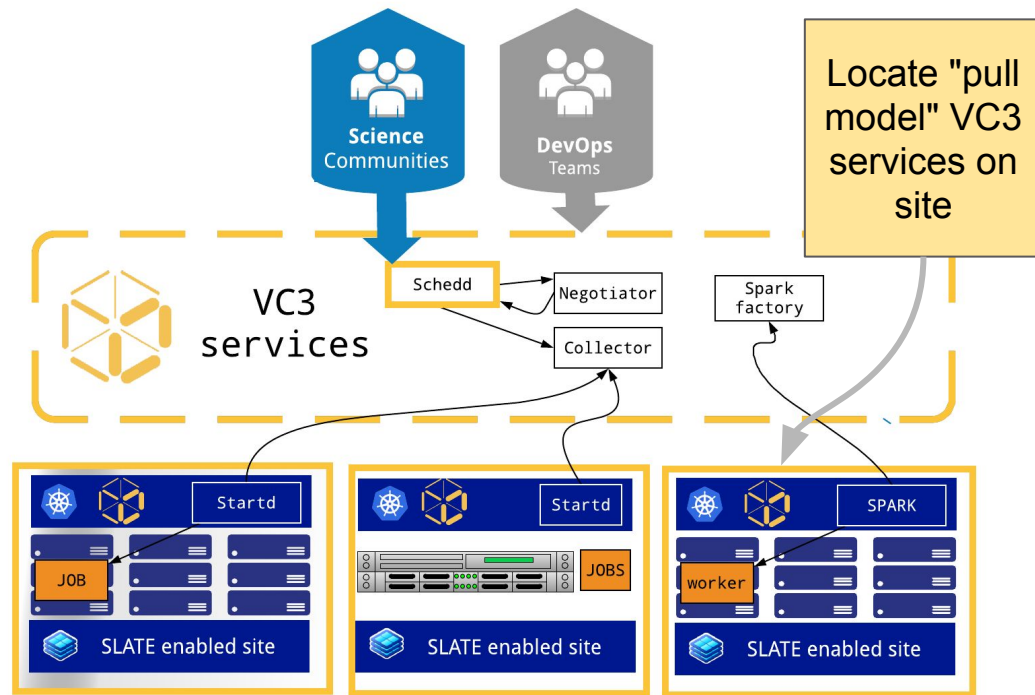 Science
Communities
DevOps
Teams
Locate "pull
model" VC3
services on
site
VC3
services
Schedd
Negotiator
Collector
Spark
factory
Startd
JOB
SLATE enabled site
Startd
JOBS
SLATE enabled site
SPARK
worker
SLATE enabled site